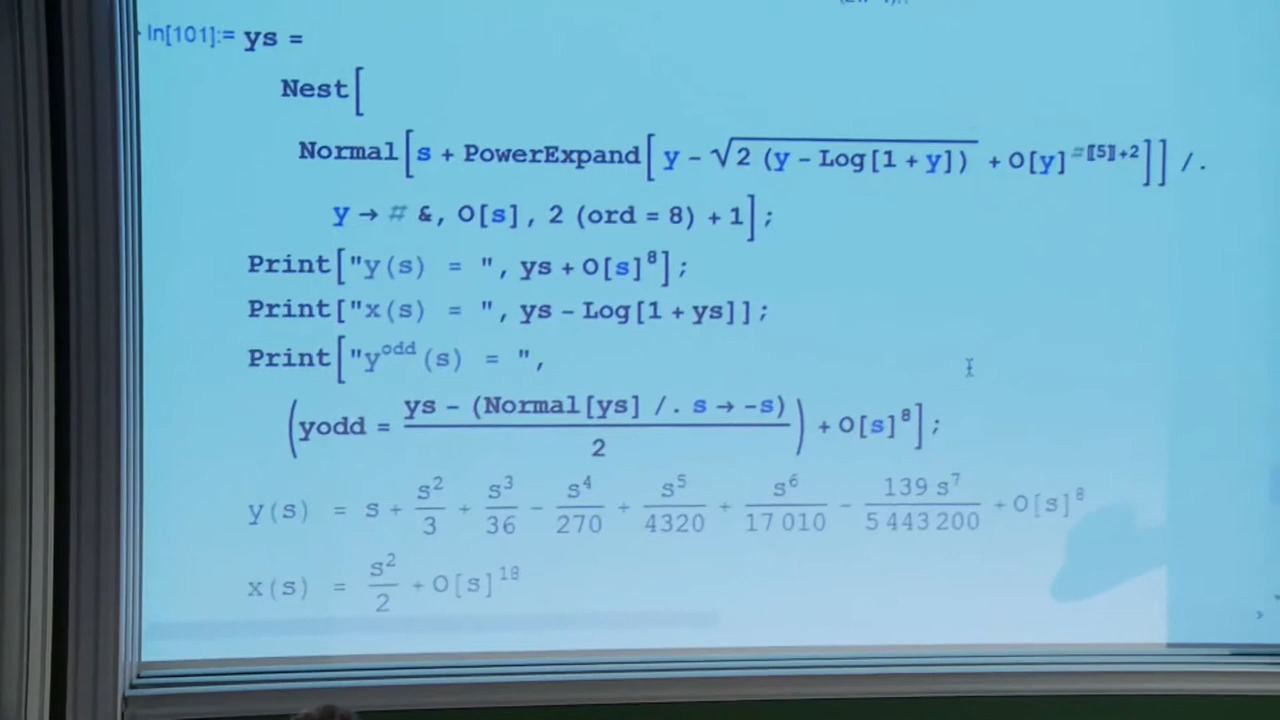 In[101]:= ys =
Nest[
Normal[s + PowerExpand[y - √2 (y - Log[1 + y]) + O[y]^#[[5]]+2]] /.
y → # &, O[s], 2 (ord = 8) + 1];
Print["y(s) = ", ys + O[s]^8];
Print["x(s) = ", ys - Log[1 + ys]];
Print["y^odd (s) = ",
(yodd = (ys - (Normal[ys] /. s → -s))/2) + O[s]^8];
y(s) = s + s^2/3 + s^3/36 - s^4/270 + s^5/4320 + s^6/17 010 - 139 s^7/5 443 200 + O[s]^8
x(s) = s^2/2 + O[s]^18